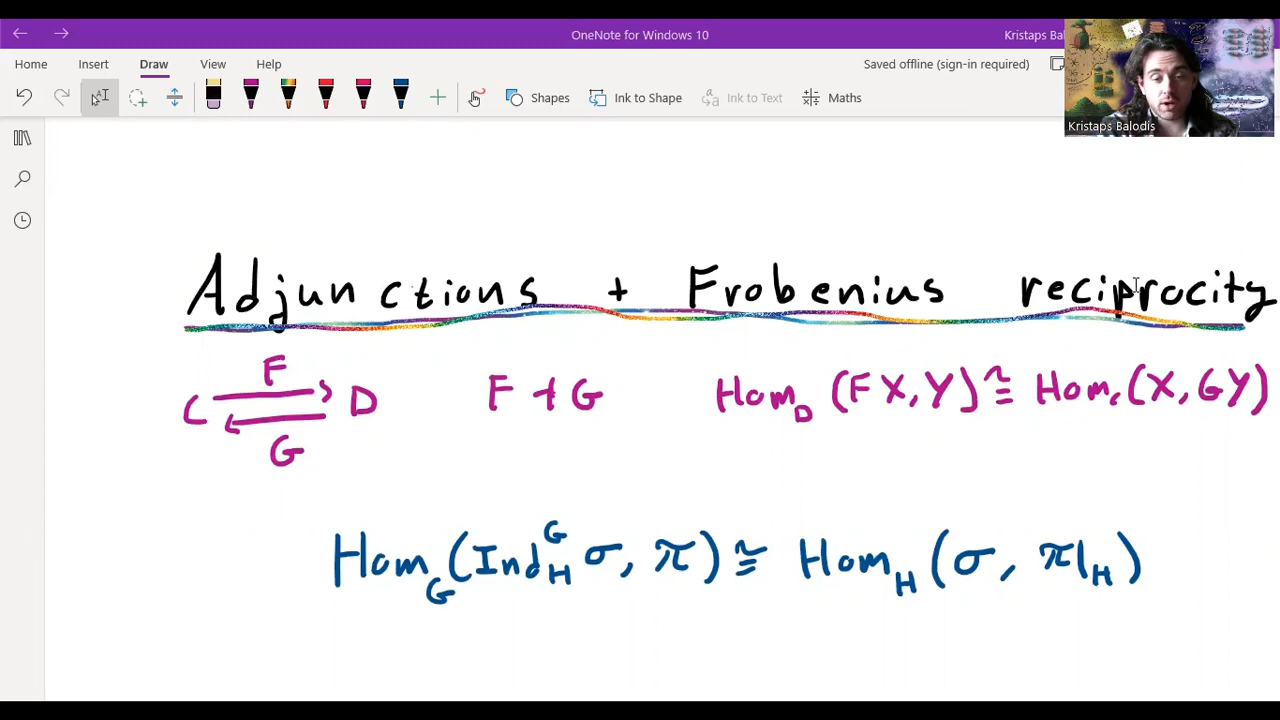 OneNote for Windows 10
Kristaps Ba
Home Insert Draw View Help
Saved offline (sign-in required)
Shapes Ink to Shape Ink to Text Maths
Kristaps Balodis
Adjunctions + Frobenius reciprocity
F
C ⇄ D F ⊣ G Hom_D (FX, Y) ≅ Hom_C (X, GY)
G
Hom_G (Ind_H^G σ, π) ≅ Hom_H (σ, π|_H)